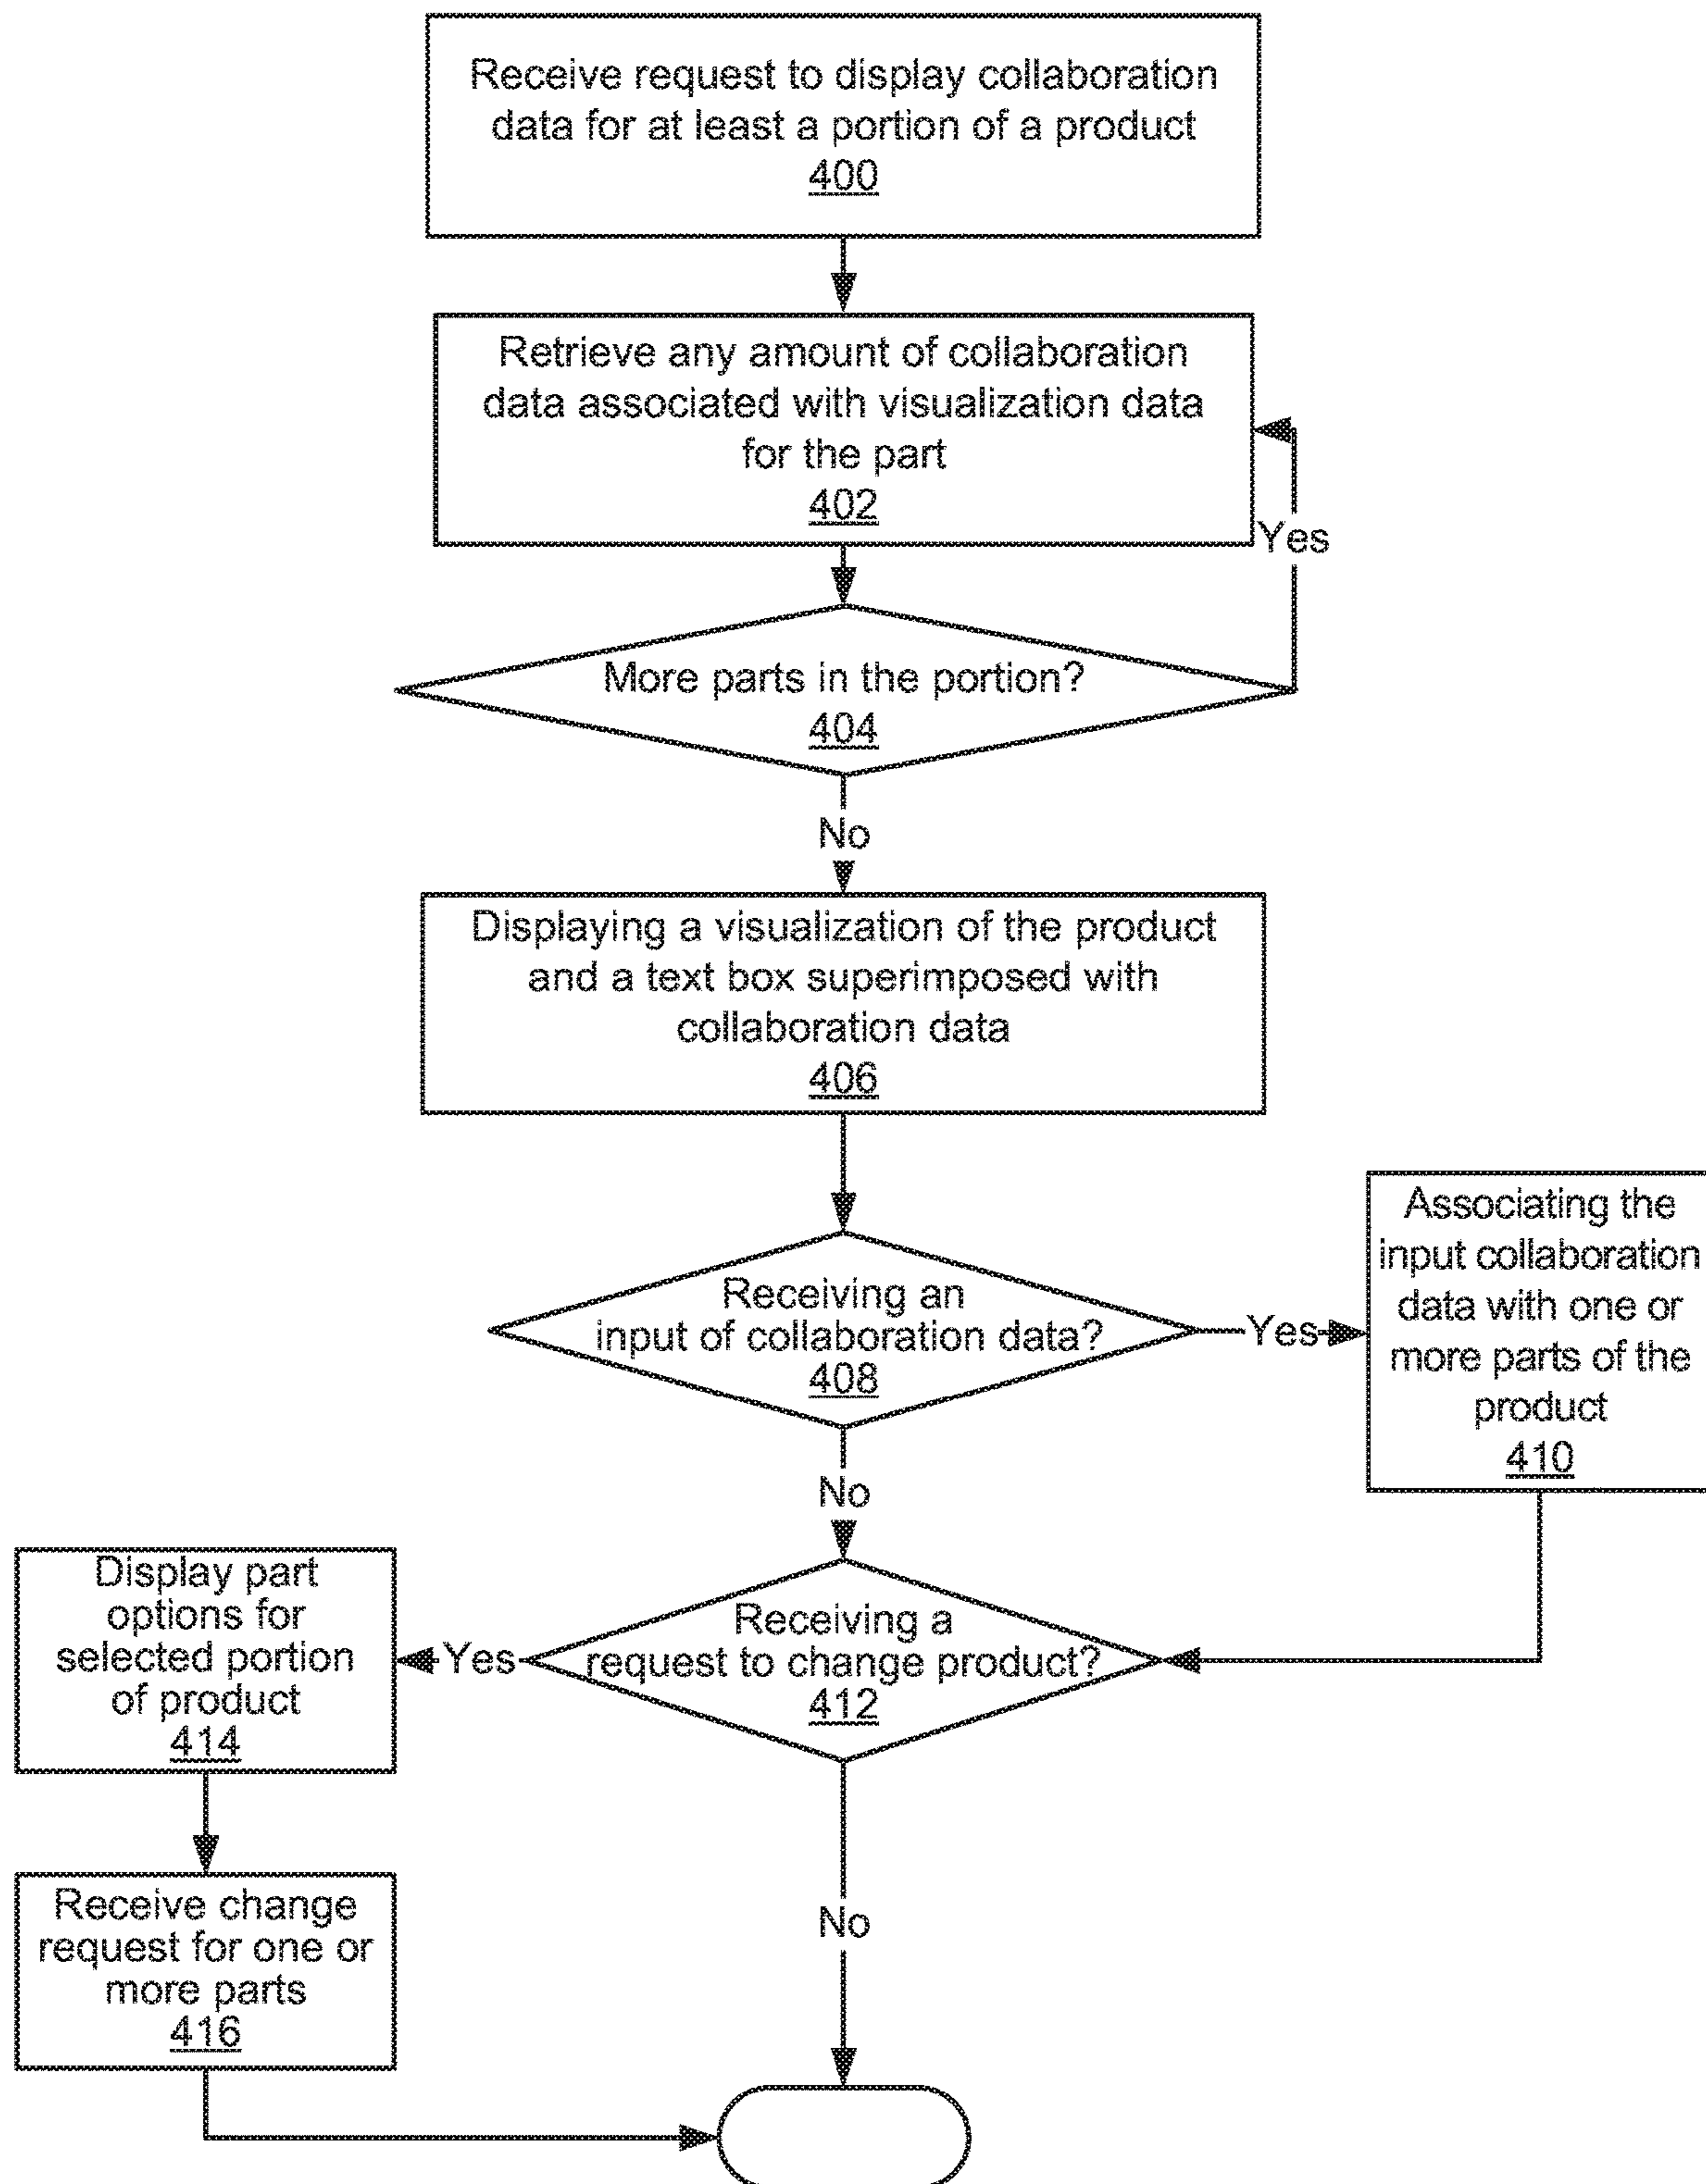 Receive request to display collaboration
data for at least a portion of a product
400
Retrieve any amount of collaboration
data associated with visualization data
for the part
402
Yes
More parts in the portion?
404
No
Displaying a visualization of the product
and a text box superimposed with
collaboration data
406
Receiving an
input of collaboration data?
408
Yes
Associating the
input collaboration
data with one or
more parts of the
product
410
No
Receiving a
request to change product?
412
Yes
Display part
options for
selected portion
of product
414
Receive change
request for one or
more parts
416
No